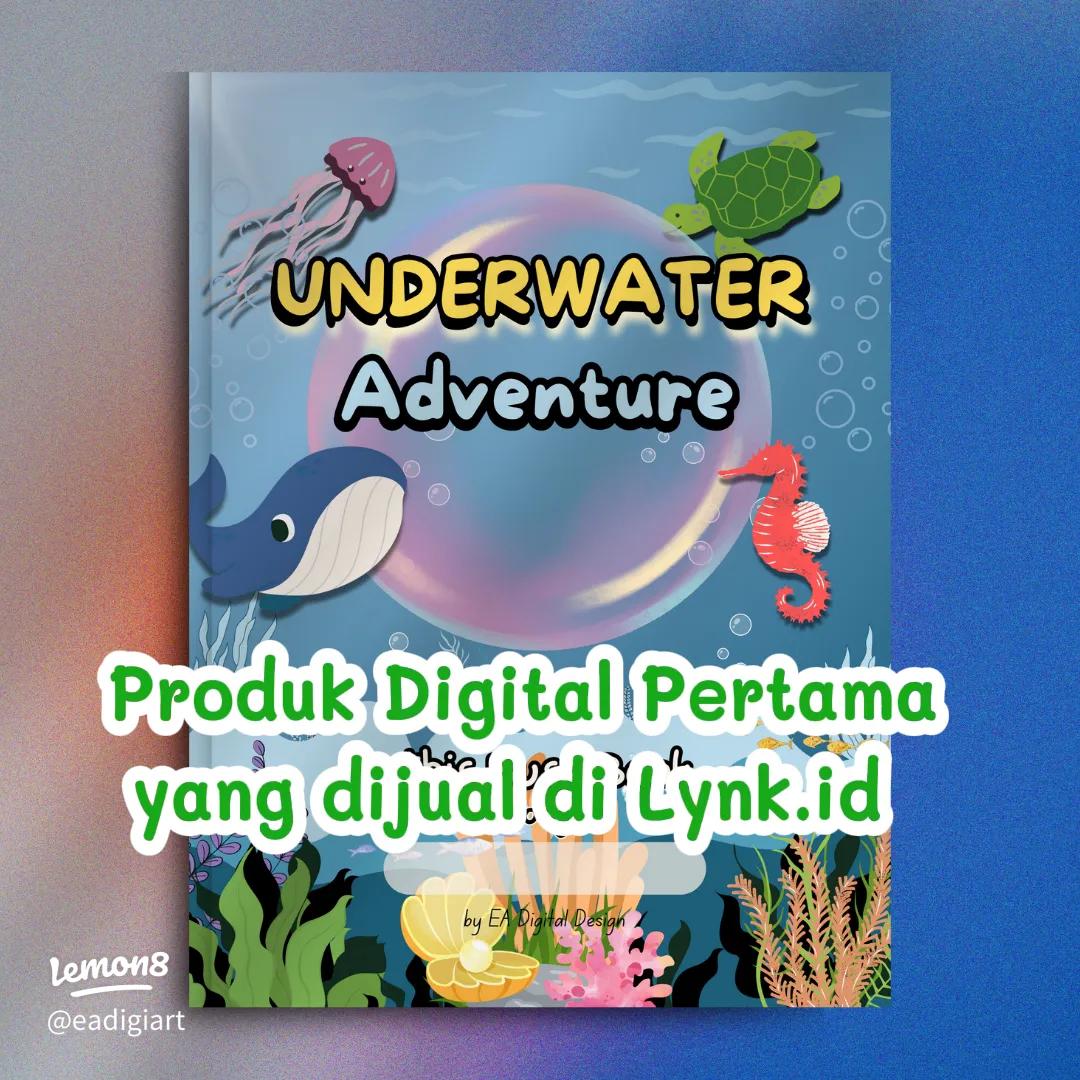 UNDERWATER
Adventure
Produk Digital Pertama
yang dijual di Lynk.id
by EA Digital Design
Lemon8
@eadigiart